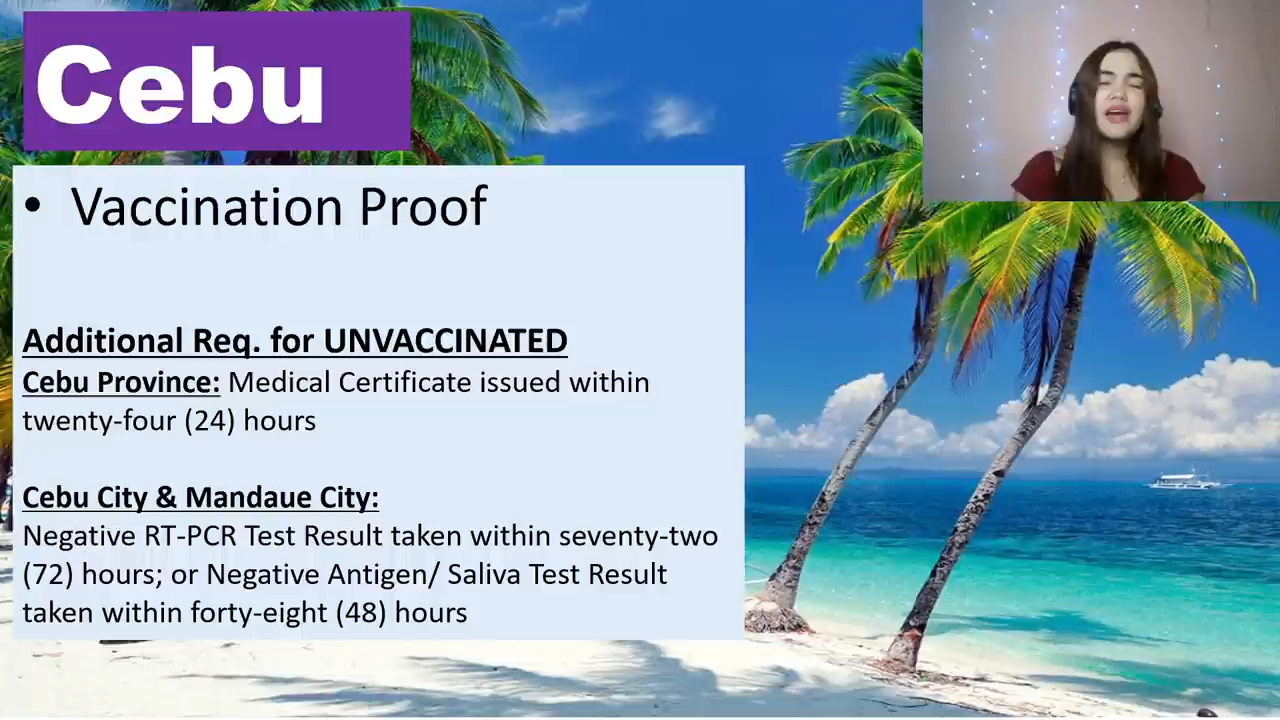 Cebu
• Vaccination Proof
Additional Req. for UNVACCINATED
Cebu Province: Medical Certificate issued within
twenty-four (24) hours
Cebu City & Mandaue City:
Negative RT-PCR Test Result taken within seventy-two
(72) hours; or Negative Antigen/ Saliva Test Result
taken within forty-eight (48) hours